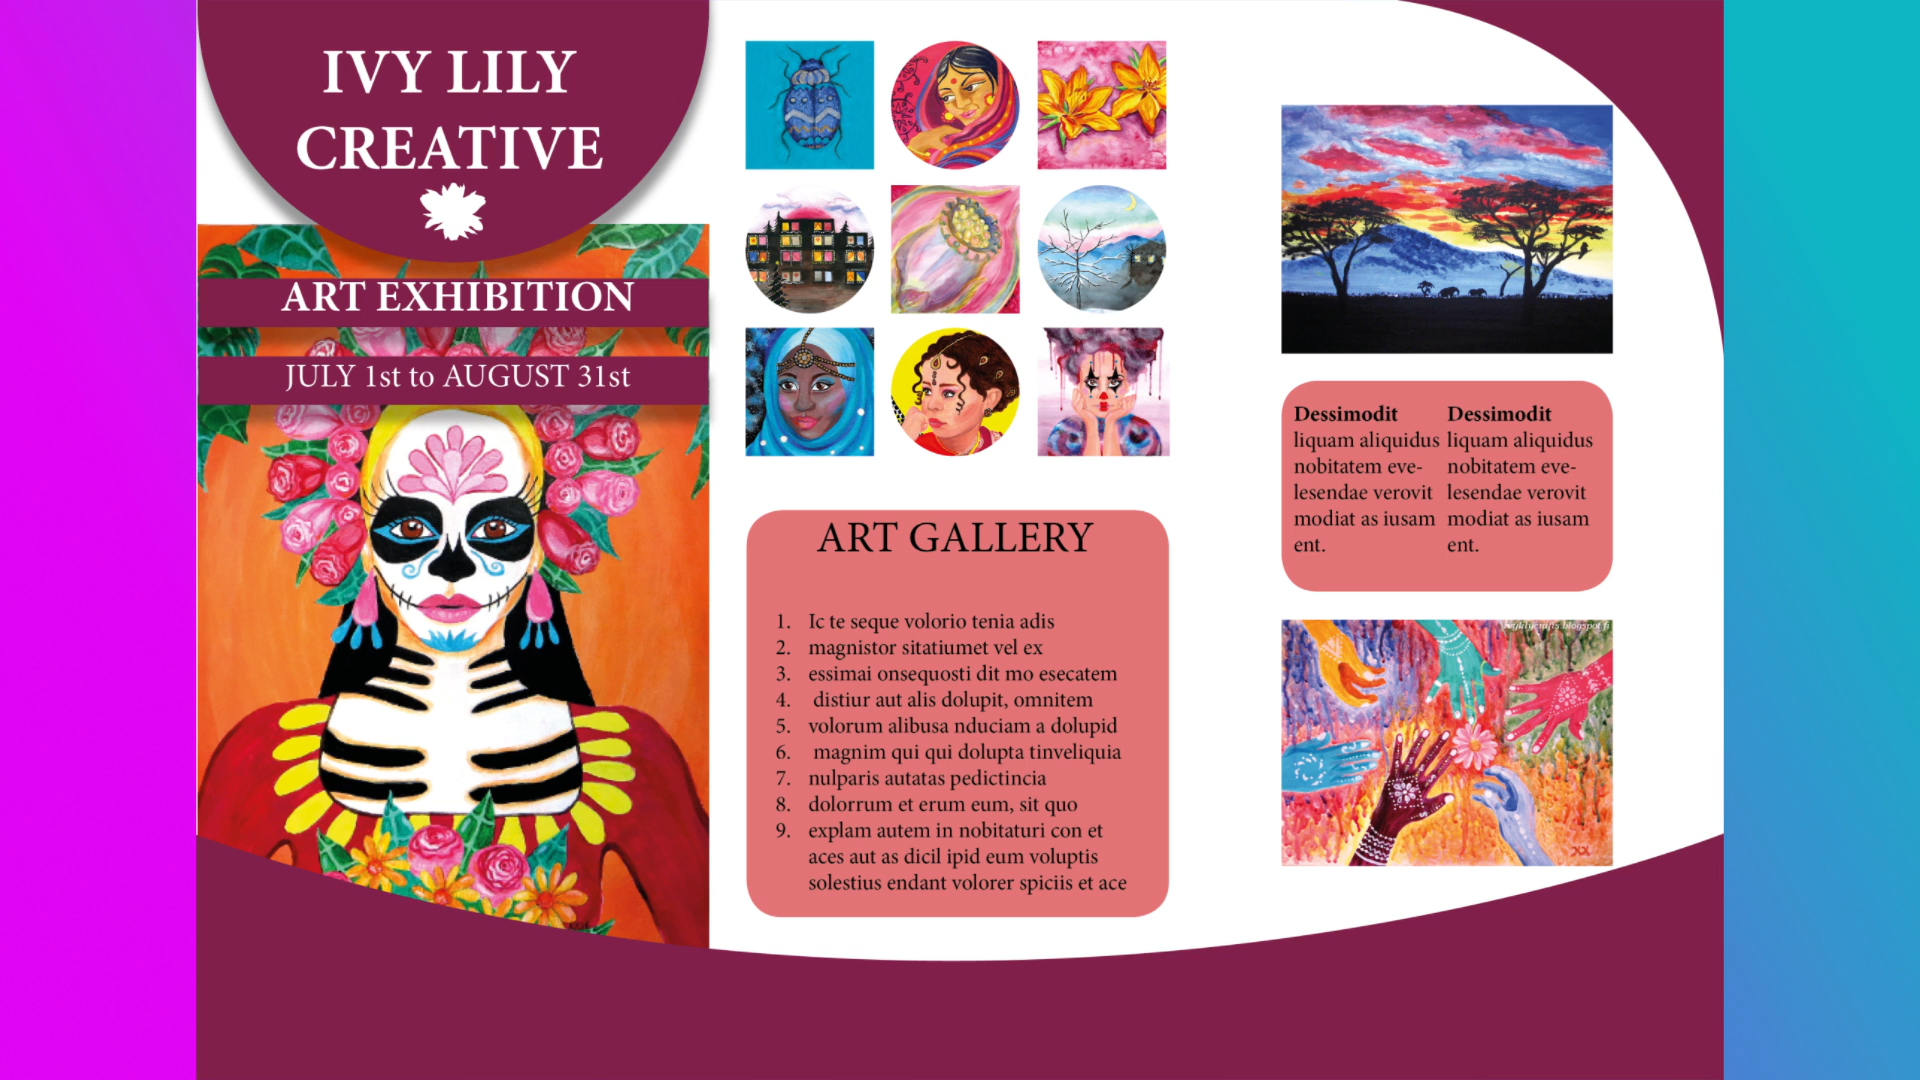 IVY LILY
CREATIVE
ART EXHIBITION
JULY 1st to AUGUST 31st
ART GALLERY
1. Ic te seque volorio tenia adis
2. magnistor sitatiumet vel ex
3. essimai onsequosti dit mo esecatem
4. distiur aut alis dolupit, omnitem
5. volorum alibusa nduciam a dolupid
6. magnim qui qui dolupta tinveliquia
7. nulparis autatas pedictincia
8. dolorrum et erum eum, sit quo
9. explam autem in nobitaturi con et
aces aut as dicil ipid eum voluptis
solestius endant volorer spiciis et ace
Dessimodit
liquam aliquidus
nobitatem eve-
lesendae verovit
modiat as iusam
ent.
Dessimodit
liquam aliquidus
nobitatem eve-
lesendae verovit
modiat as iusam
ent.